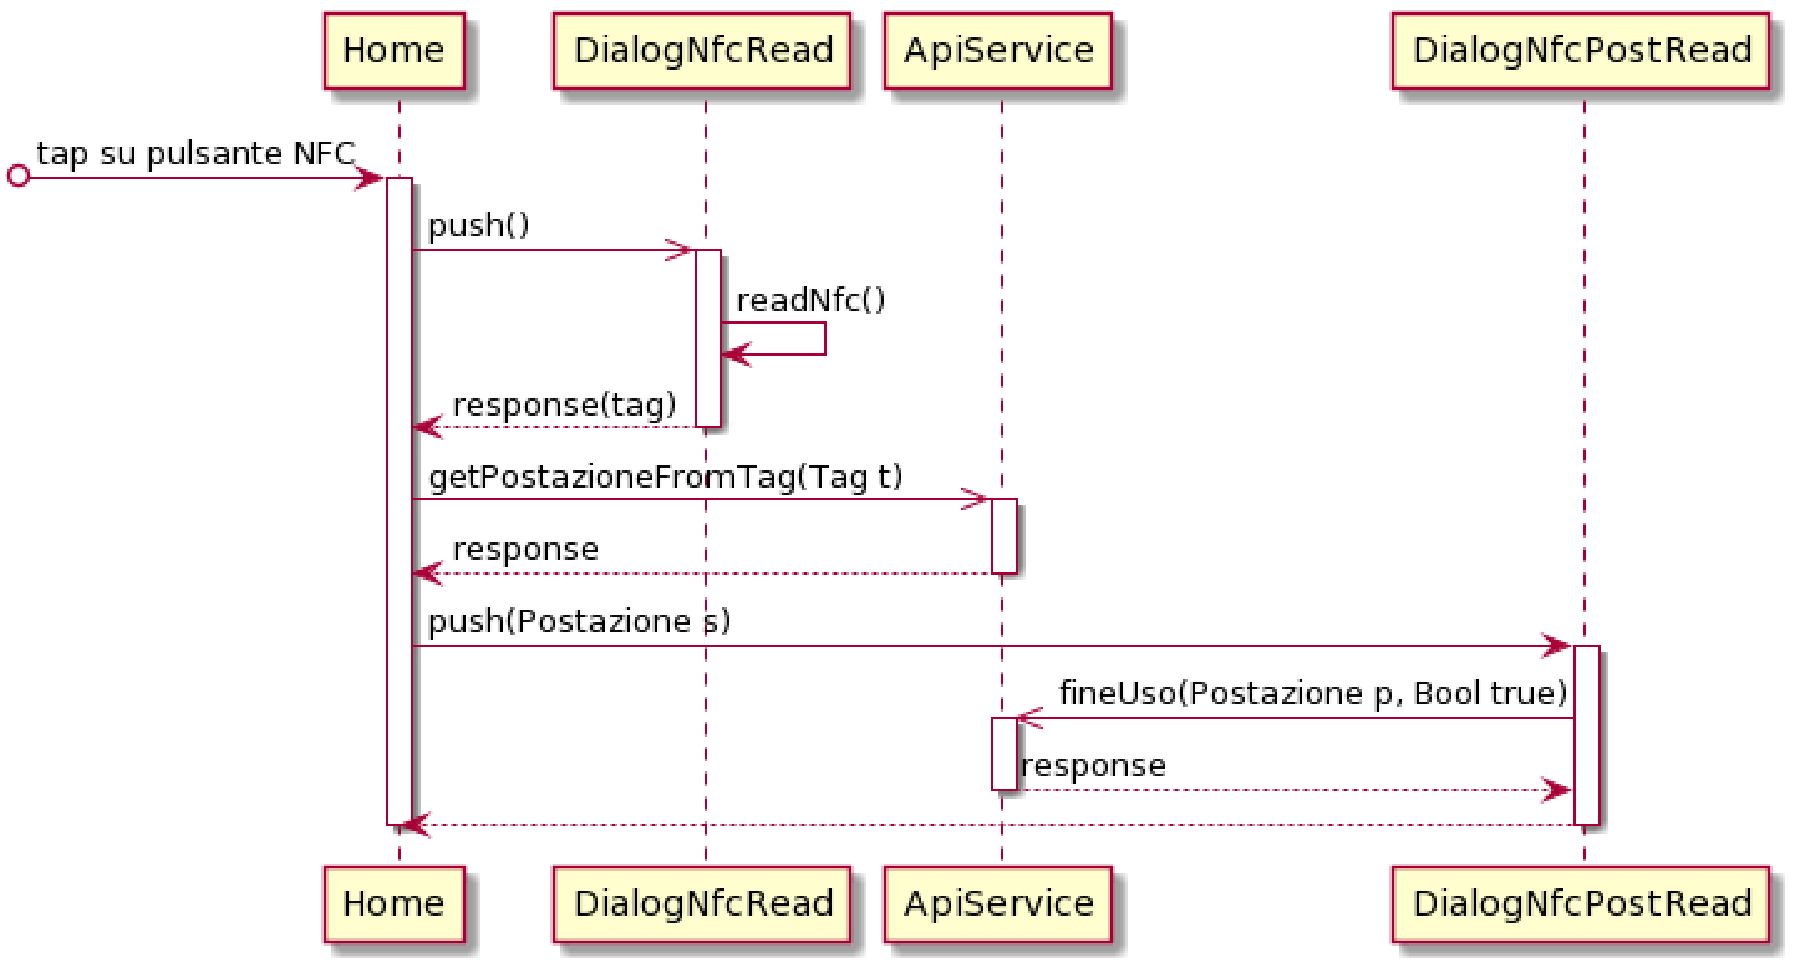 Home
DialogNfcRead
ApiService
DialogNfcPostRead
tap su pulsante NFC
push()
readNfc()
response(tag)
getPostazioneFromTag(Tag t)
response
push(Postazione s)
fineUso(Postazione p, Bool true)
response
Home
DialogNfcRead
ApiService
DialogNfcPostRead